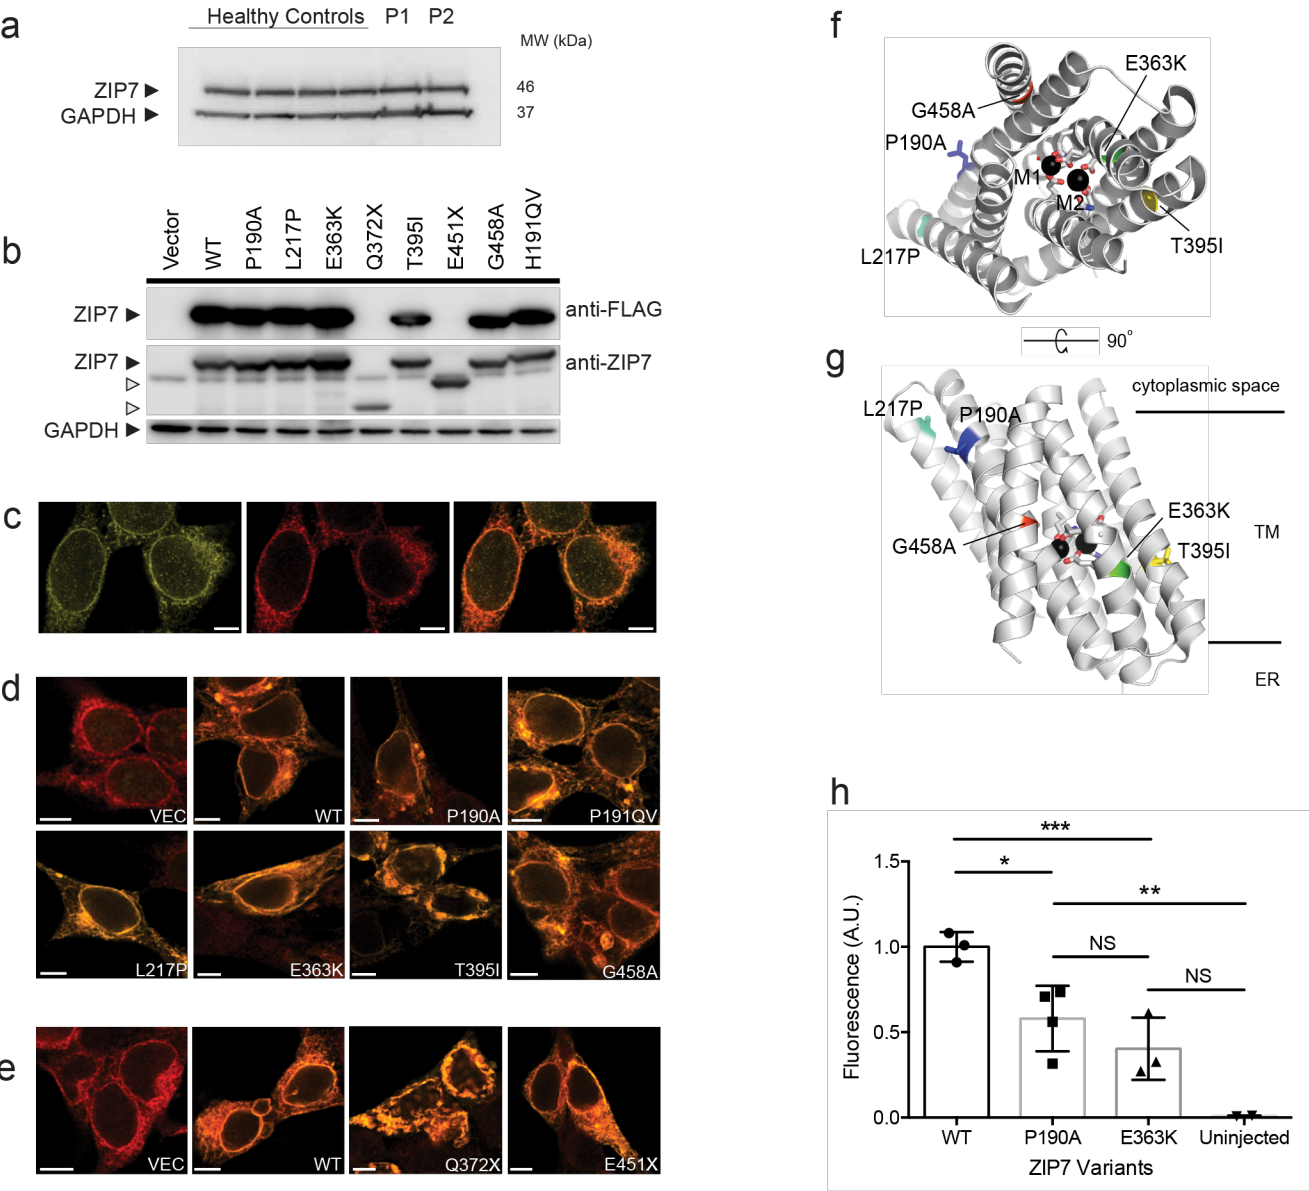 a
Healthy Controls P1 P2
MW (kDa)
ZIP7
46
GAPDH
37
b
Vector
WT
P190A
L217P
E363K
Q372X
T395I
E451X
G458A
H191QV
ZIP7
anti-FLAG
ZIP7
anti-ZIP7
GAPDH
c
d
VEC
WT
P190A
P191QV
L217P
E363K
T395I
G458A
e
VEC
WT
Q372X
E451X
f
E363K
G458A
P190A
M1
M2
L217P
T395I
90°
g
cytoplasmic space
L217P
P190A
E363K
TM
G458A
T395I
ER
h
***
*
**
NS
NS
1.5
1.0
0.5
0.0
Fluorescence (A.U.)
WT
P190A
E363K
Uninjected
ZIP7 Variants